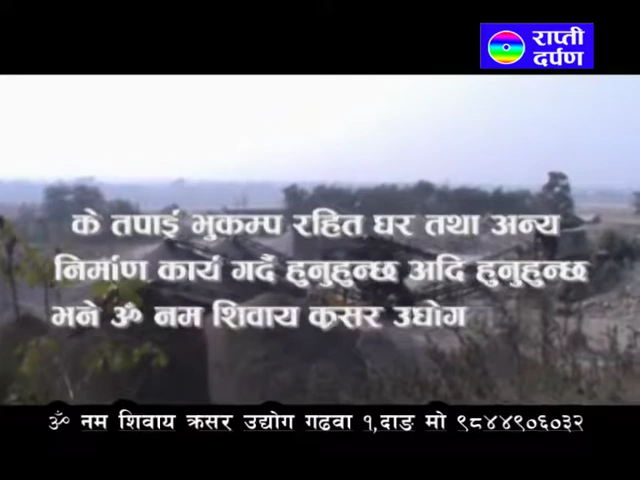 राप्ती
दर्पण
के तपाइं भुकम्प रहित घर तथा अन्य
निर्माण कार्य गर्दै हुनुहुन्छ अदि हुनुहुन्छ
भने ॐ नम शिवाय क्रसर उघोग
ॐ नम शिवाय क्रसर उद्योग गढवा १,दाङ मो ९८४४९०६०३२